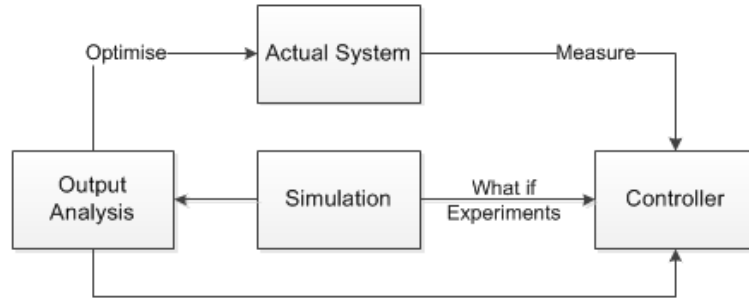 Optimise
Actual System
Measure
Output
Analysis
Simulation
What if
Experiments
Controller